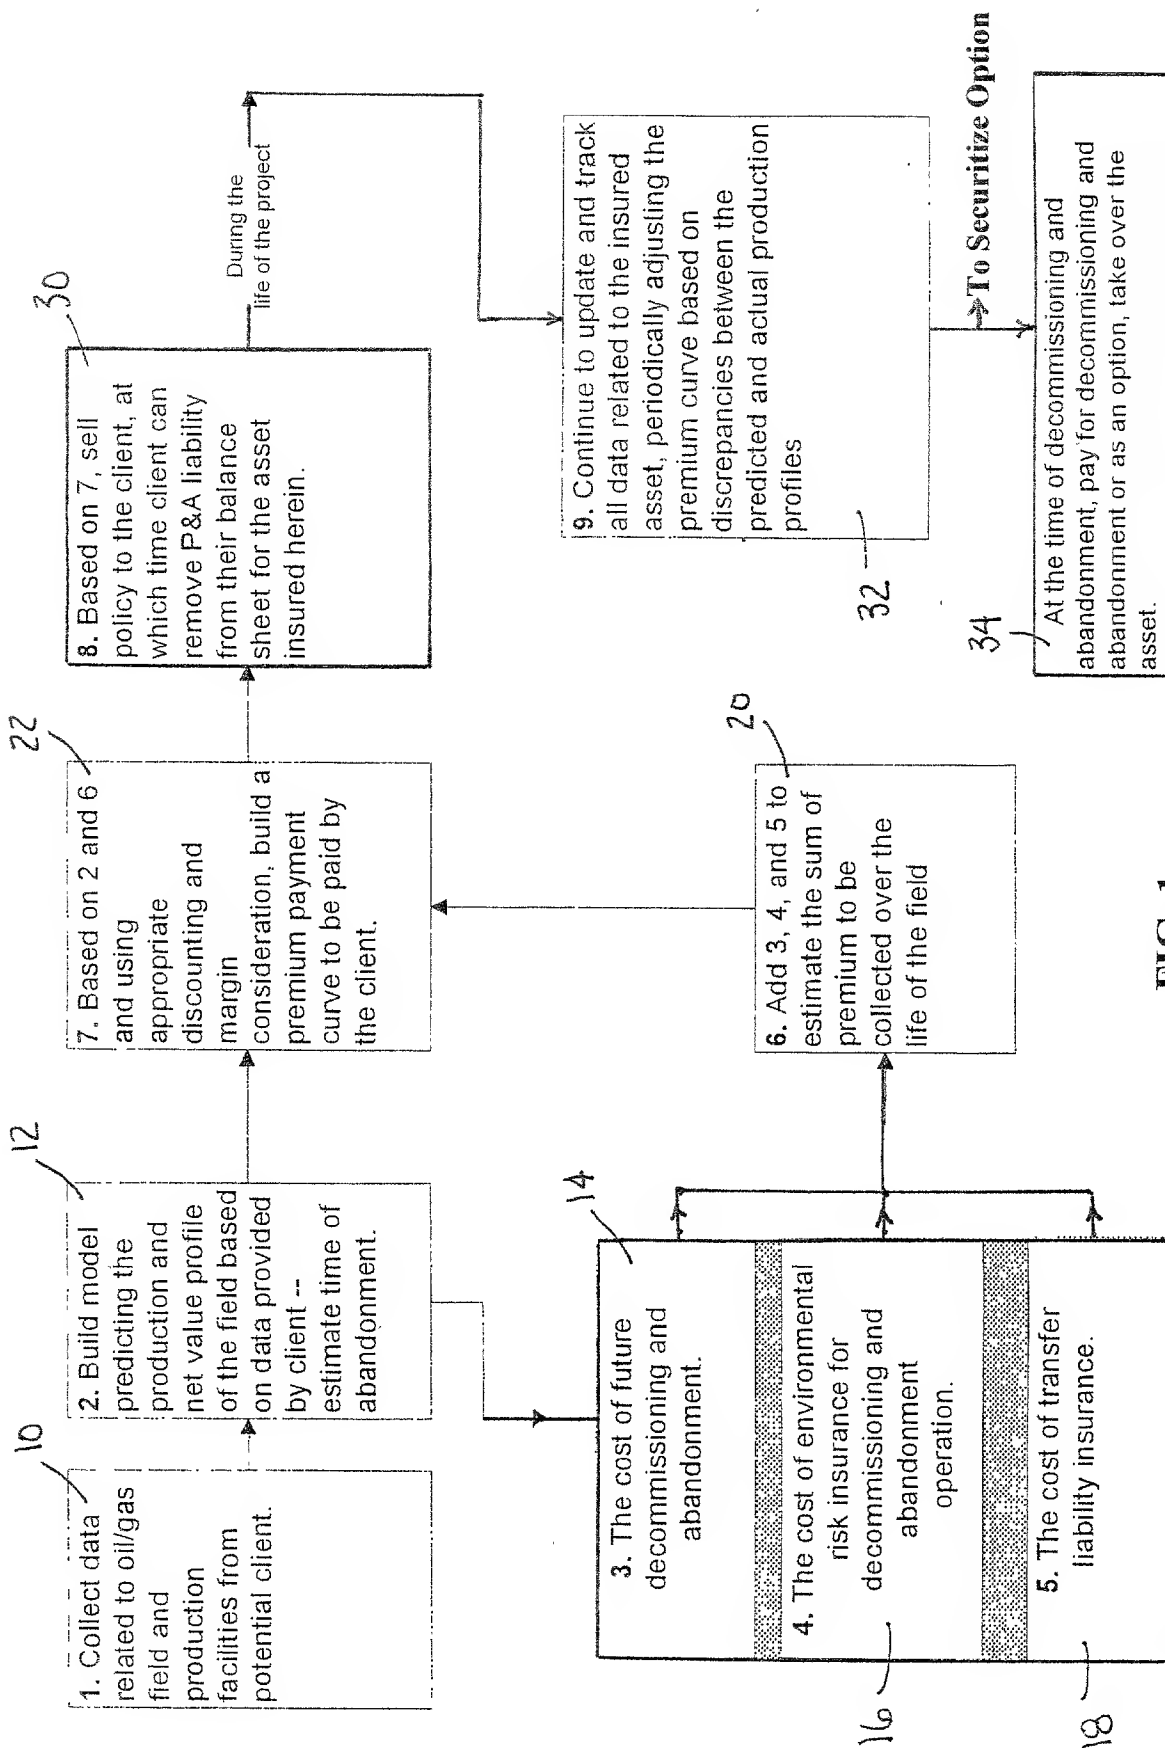 10
1. Collect data
related to oil/gas
field and
production
facilities from
potential client.
12
2. Build model
predicting the
production and
net value profile
of the field based
on data provided
by client --
estimate time of
abandonment.
22
7. Based on 2 and 6
and using
appropriate
discounting and
margin
consideration, build a
premium payment
curve to be paid by
the client.
30
8. Based on 7, sell
policy to the client, at
which time client can
remove P&A liability
from their balance
sheet for the asset
insured herein.
During the
life of the project
14
3. The cost of future
decommissioning and
abandonment.
4. The cost of environmental
risk insurance for
decommissioning and
abandonment
operation.
16
5. The cost of transfer
liability insurance.
18
20
6. Add 3, 4, and 5 to
estimate the sum of
premium to be
collected over the
life of the field
9. Continue to update and track
all data related to the insured
asset, periodically adjusting the
premium curve based on
discrepancies between the
predicted and actual production
profiles
32
To Securitize Option
34
At the time of decommissioning and
abandonment, pay for decommissioning and
abandonment or as an option, take over the
asset.